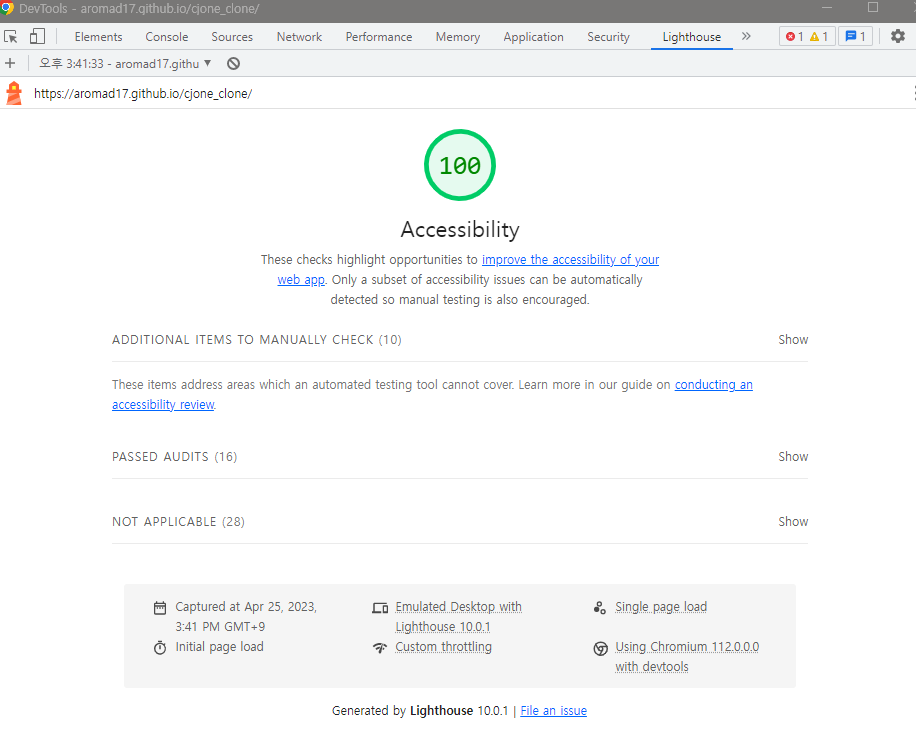 DevTools - aromad17.github.io/cjone_clone/
Elements Console Sources Network Performance Memory Application Security Lighthouse » 1 1 1
+ 오후 3:41:33 - aromad17.githu ▼
https://aromad17.github.io/cjone_clone/
100
Accessibility
These checks highlight opportunities to improve the accessibility of your
web app. Only a subset of accessibility issues can be automatically
detected so manual testing is also encouraged.
ADDITIONAL ITEMS TO MANUALLY CHECK (10) Show
These items address areas which an automated testing tool cannot cover. Learn more in our guide on conducting an
accessibility review.
PASSED AUDITS (16) Show
NOT APPLICABLE (28) Show
Captured at Apr 25, 2023,
3:41 PM GMT+9
Initial page load
Emulated Desktop with
Lighthouse 10.0.1
Custom throttling
Single page load
Using Chromium 112.0.0.0
with devtools
Generated by Lighthouse 10.0.1 | File an issue